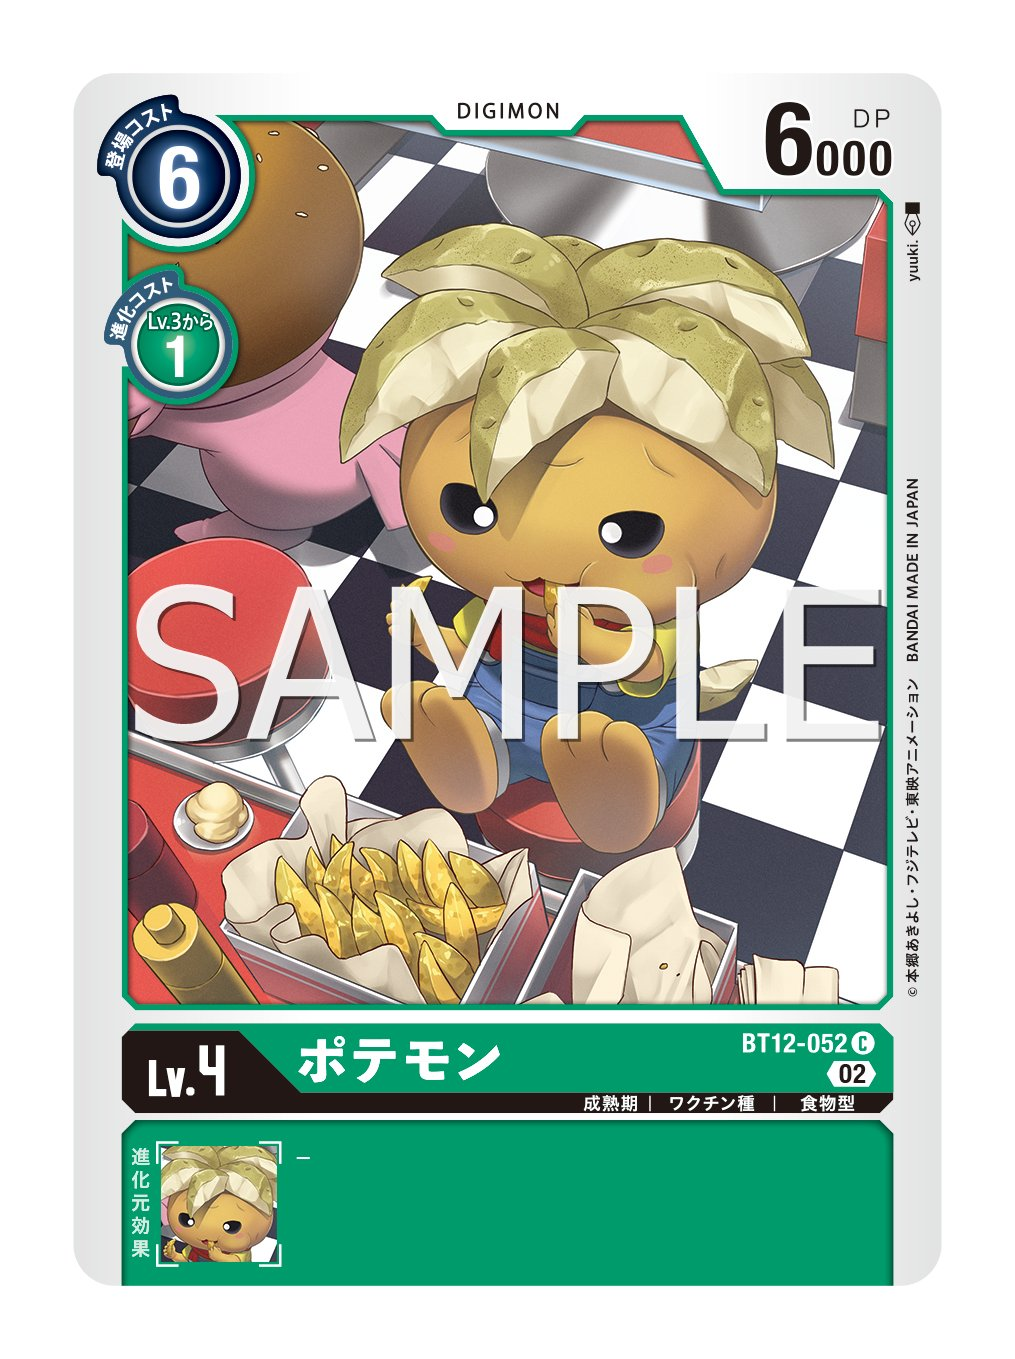 DIGIMON
登場コスト
6
DP
6000
進化コスト
Lv.3から
1
yuuki.
SAMPLE
© 本郷あきよし・フジテレビ・東映アニメーション BANDAI MADE IN JAPAN
Lv.4
ポテモン
BT12-052 C
02
成熟期 | ワクチン種 | 食物型
進化元効果
–